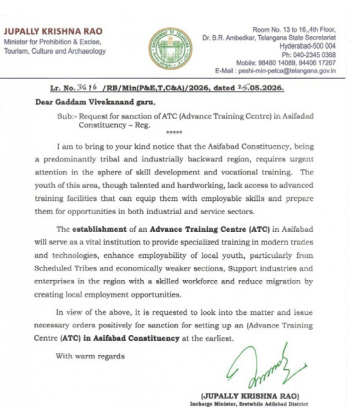 JUPALLY KRISHNA RAO
Minister for Prohibition & Excise,
Tourism, Culture and Archaeology
Room No. 13 to 16, 4th Floor,
Dr. B.R. Ambedkar, Telangana State Secretariat
Hyderabad-500 004
Ph: 040-2345 0368
Mobile: 98480 14089, 94400 17267
E-Mail : peshi-min-petca@telangana.gov.in
Lr. No. 3616 /RB/Min(P&E,T,C&A)/2026, dated 25.05.2026.
Dear Gaddam Vivekanand garu.
Sub:- Request for sanction of ATC (Advance Training Centre) in Asifabad
Constituency – Reg.
*****
I am to bring to your kind notice that the Asifabad Constituency, being
a predominantly tribal and industrially backward region, requires urgent
attention in the sphere of skill development and vocational training. The
youth of this area, though talented and hardworking, lack access to advanced
training facilities that can equip them with employable skills and prepare
them for opportunities in both industrial and service sectors.
The establishment of an Advance Training Centre (ATC) in Asifabad
will serve as a vital institution to provide specialized training in modern trades
and technologies, enhance employability of local youth, particularly from
Scheduled Tribes and economically weaker sections, Support industries and
enterprises in the region with a skilled workforce and reduce migration by
creating local employment opportunities.
In view of the above, it is requested to look into the matter and issue
necessary orders positively for sanction for setting up an (Advance Training
Centre (ATC) in Asifabad Constituency at the earliest.
With warm regards
(JUPALLY KRISHNA RAO)
Incharge Minister, Erstwhile Adilabad District